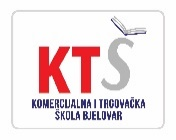 KTŠ
KOMERCIJALNA I TRGOVAČKA
ŠKOLA BJELOVAR